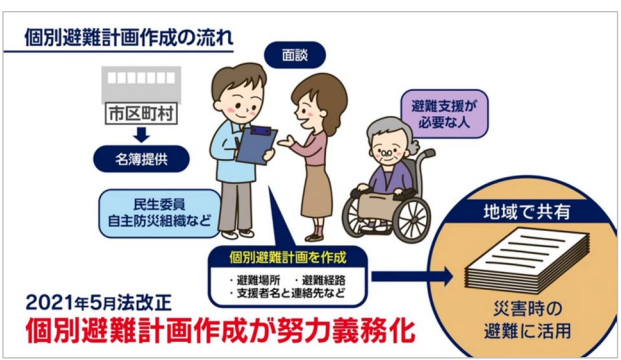 個別避難計画作成の流れ
面談
市区町村
名簿提供
避難支援が
必要な人
民生委員
自主防災組織など
個別避難計画を作成
・避難場所 ・避難経路
・支援者名と連絡先など
地域で共有
災害時の
避難に活用
2021年5月法改正
個別避難計画作成が努力義務化